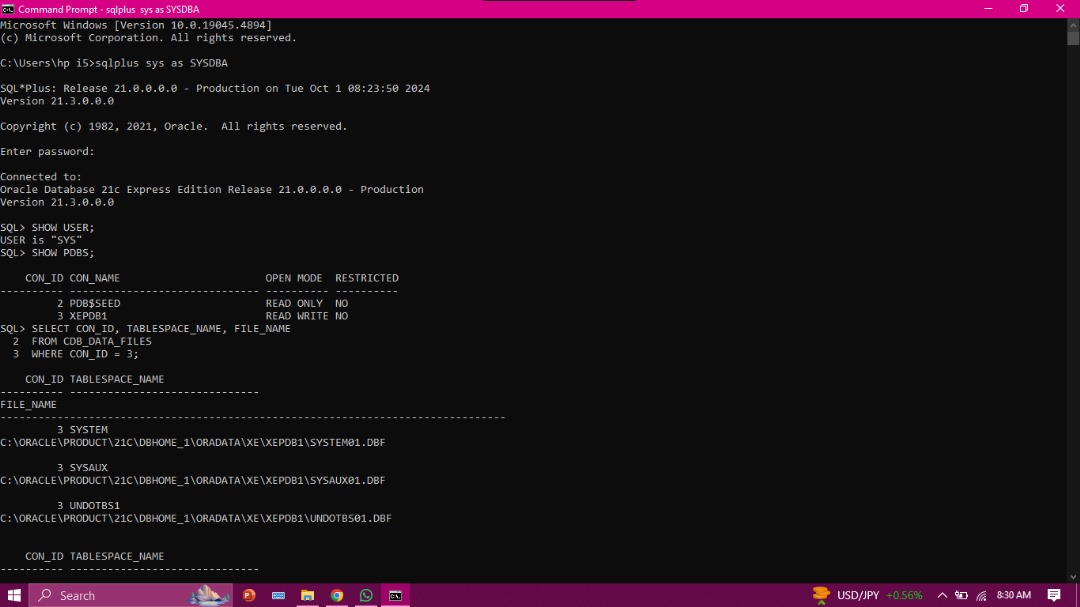 Command Prompt - sqlplus  sys as SYSDBA
Microsoft Windows [Version 10.0.19045.4894]
(c) Microsoft Corporation. All rights reserved.
C:\Users\hp i5>sqlplus sys as SYSDBA
SQL*Plus: Release 21.0.0.0.0 - Production on Tue Oct 1 08:23:50 2024
Version 21.3.0.0.0
Copyright (c) 1982, 2021, Oracle.  All rights reserved.
Enter password:
Connected to:
Oracle Database 21c Express Edition Release 21.0.0.0.0 - Production
Version 21.3.0.0.0
SQL> SHOW USER;
USER is "SYS"
SQL> SHOW PDBS;
    CON_ID CON_NAME                       OPEN MODE  RESTRICTED
---------- ------------------------------ ---------- ----------
         2 PDB$SEED                       READ ONLY  NO
         3 XEPDB1                         READ WRITE NO
SQL> SELECT CON_ID, TABLESPACE_NAME, FILE_NAME
  2  FROM CDB_DATA_FILES
  3  WHERE CON_ID = 3;
    CON_ID TABLESPACE_NAME
---------- ------------------------------
FILE_NAME
--------------------------------------------------------------------------------
         3 SYSTEM
C:\ORACLE\PRODUCT\21C\DBHOME_1\ORADATA\XE\XEPDB1\SYSTEM01.DBF
         3 SYSAUX
C:\ORACLE\PRODUCT\21C\DBHOME_1\ORADATA\XE\XEPDB1\SYSAUX01.DBF
         3 UNDOTBS1
C:\ORACLE\PRODUCT\21C\DBHOME_1\ORADATA\XE\XEPDB1\UNDOTBS01.DBF
    CON_ID TABLESPACE_NAME
---------- ------------------------------
Search
USD/JPY +0.56%
8:30 AM